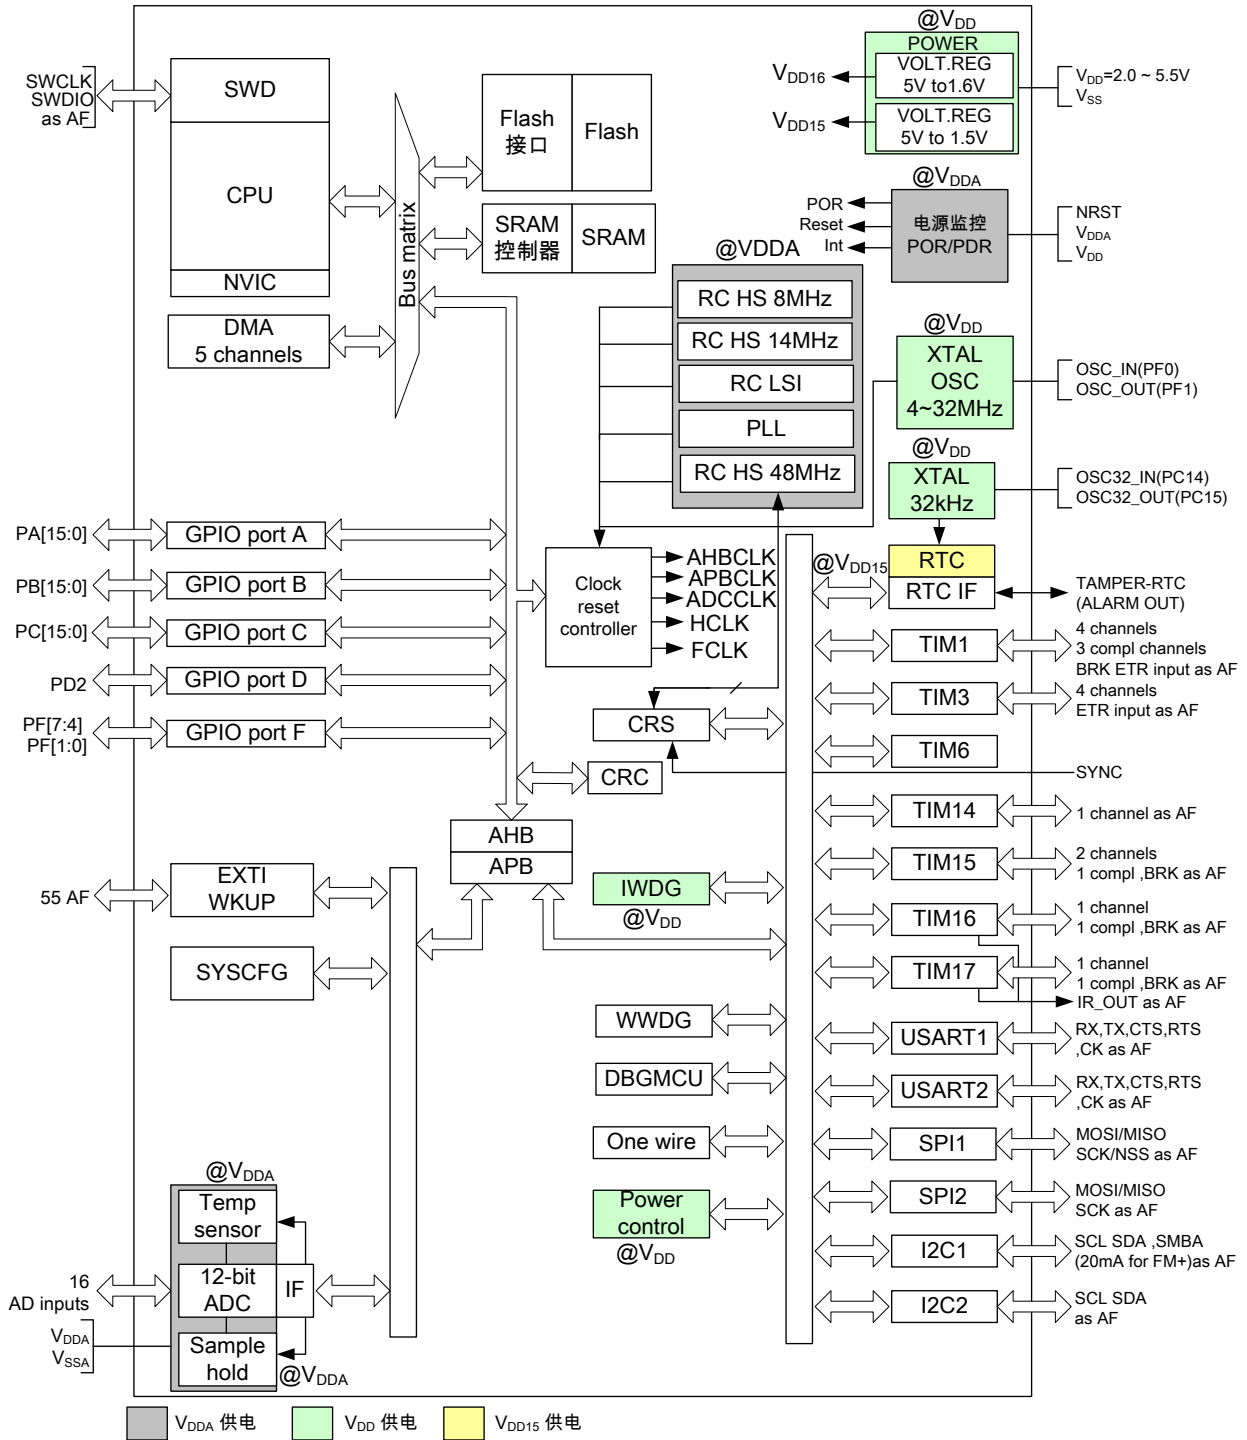 SWCLK
SWDIO
as AF
SWD
CPU
NVIC
DMA
5 channels
Bus matrix
Flash
接口
Flash
SRAM
控制器
SRAM
@VDD
POWER
VOLT.REG
5V to1.6V
VOLT.REG
5V to 1.5V
VDD16
VDD15
VDD=2.0 ~ 5.5V
VSS
@VDDA
电源监控
POR/PDR
POR
Reset
Int
NRST
VDDA
VDD
@VDDA
RC HS 8MHz
RC HS 14MHz
RC LSI
PLL
RC HS 48MHz
@VDD
XTAL
OSC
4~32MHz
OSC_IN(PF0)
OSC_OUT(PF1)
@VDD
XTAL
32kHz
OSC32_IN(PC14)
OSC32_OUT(PC15)
@VDD15
RTC
RTC IF
TAMPER-RTC
(ALARM OUT)
PA[15:0]
GPIO port A
PB[15:0]
GPIO port B
PC[15:0]
GPIO port C
PD2
GPIO port D
PF[7:4]
PF[1:0]
GPIO port F
Clock
reset
controller
AHBCLK
APBCLK
ADCCLK
HCLK
FCLK
CRS
CRC
AHB
APB
TIM1
4 channels
3 compl channels
BRK ETR input as AF
TIM3
4 channels
ETR input as AF
TIM6
SYNC
TIM14
1 channel as AF
TIM15
2 channels
1 compl ,BRK as AF
TIM16
1 channel
1 compl ,BRK as AF
TIM17
1 channel
1 compl ,BRK as AF
IR_OUT as AF
USART1
RX,TX,CTS,RTS
,CK as AF
USART2
RX,TX,CTS,RTS
,CK as AF
SPI1
MOSI/MISO
SCK/NSS as AF
SPI2
MOSI/MISO
SCK as AF
I2C1
SCL SDA ,SMBA
(20mA for FM+)as AF
I2C2
SCL SDA
as AF
55 AF
EXTI
WKUP
SYSCFG
IWDG
@VDD
WWDG
DBGMCU
One wire
Power
control
@VDD
@VDDA
Temp
sensor
12-bit
ADC
IF
Sample
hold
@VDDA
16
AD inputs
VDDA
VSSA
VDDA 供电
VDD 供电
VDD15 供电